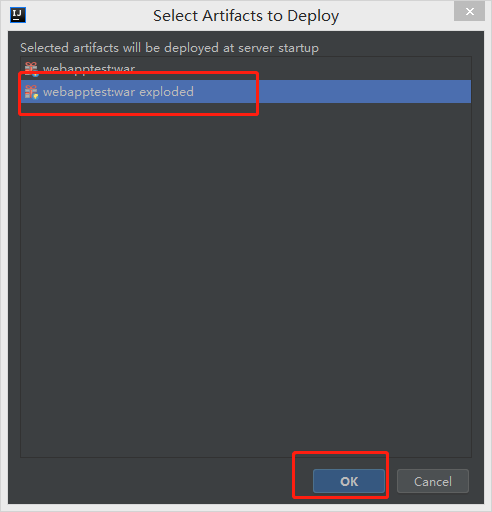 IJ
Select Artifacts to Deploy
×
Selected artifacts will be deployed at server startup
webapptest:war
webapptest:war exploded
OK
Cancel